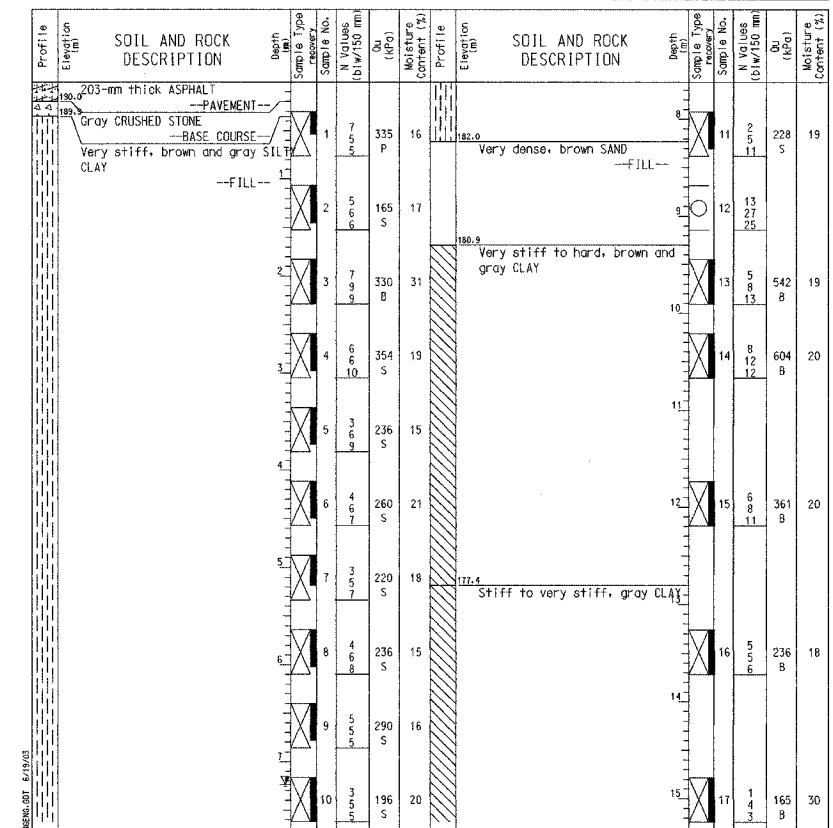 Profile
Elevation (m)
SOIL AND ROCK
DESCRIPTION
Depth (m)
Sample Type
recovery
Sample No.
N Values (blw/150 mm)
Qu (kPa)
Moisture Content (%)
203-mm thick ASPHALT
190.0
--PAVEMENT--
Gray CRUSHED STONE
--BASE COURSE--
Very stiff, brown and gray SILTY
CLAY
--FILL--
1
1 7 5 5 335 P 16
2 5 6 6 165 S 17
2
3 7 9 9 330 B 31
3
4 6 6 10 354 S 19
5 3 6 9 236 S 15
4
6 4 6 7 260 S 21
5
7 3 5 7 220 S 18
6
8 4 6 8 236 S 15
9 5 5 5 290 S 16
7
10 3 5 5 196 S 20
Profile
Elevation (m)
SOIL AND ROCK
DESCRIPTION
Depth (m)
Sample Type
recovery
Sample No.
N Values (blw/150 mm)
Qu (kPa)
Moisture Content (%)
8
11 2 5 11 228 S 19
182.0
Very dense, brown SAND
--FILL--
9
12 13 27 25
180.9
Very stiff to hard, brown and
gray CLAY
13 5 8 13 542 B 19
10
14 8 12 12 604 B 20
11
12
15 6 8 11 361 B 20
177.4
Stiff to very stiff, gray CLAY
13
16 5 5 6 236 B 18
14
15
17 1 4 3 165 B 30
6/19/03